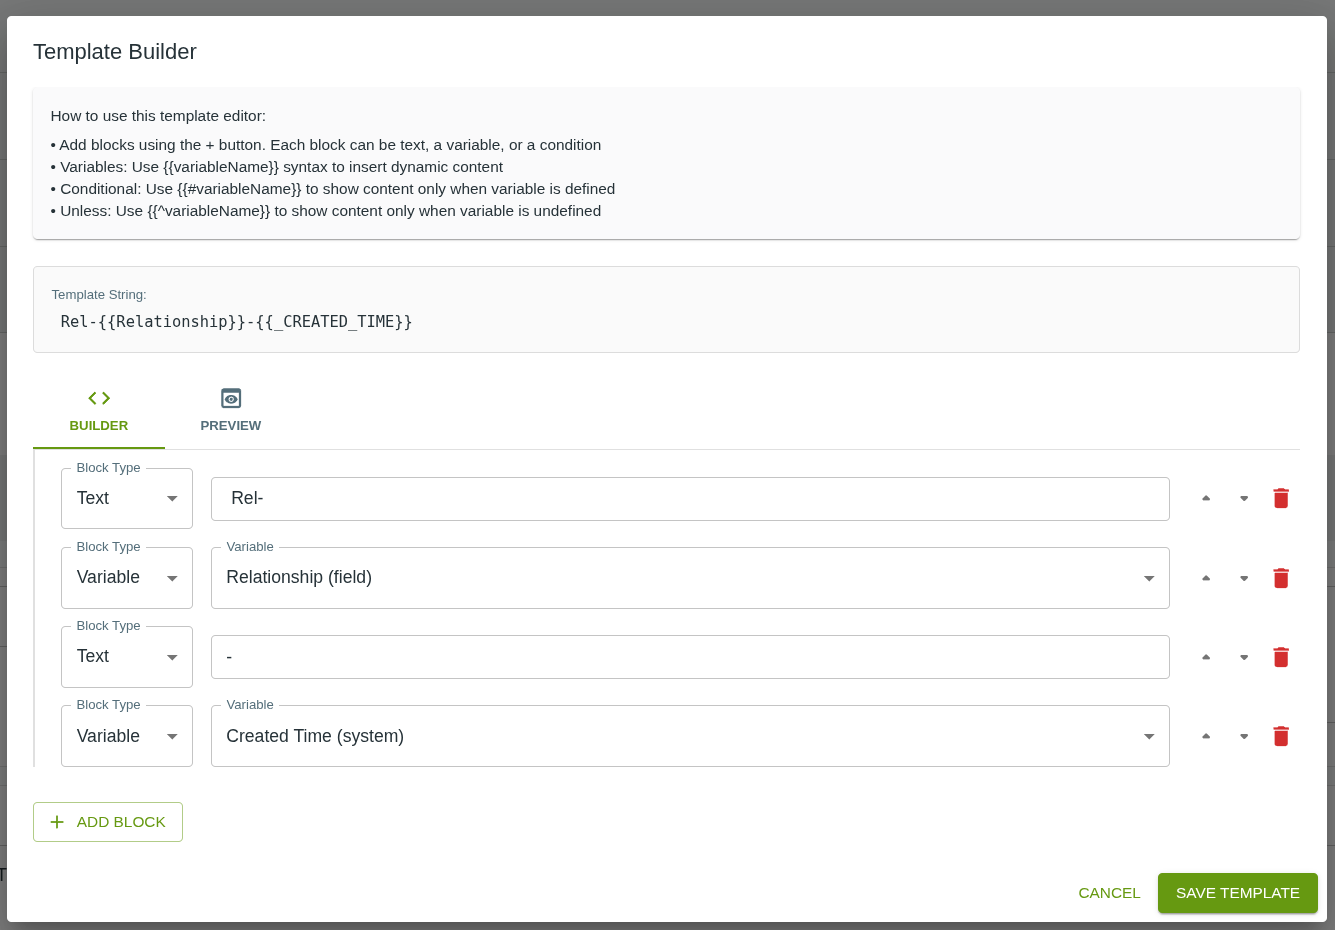 Template Builder
How to use this template editor:
• Add blocks using the + button. Each block can be text, a variable, or a condition
• Variables: Use {{variableName}} syntax to insert dynamic content
• Conditional: Use {{#variableName}} to show content only when variable is defined
• Unless: Use {{^variableName}} to show content only when variable is undefined
Template String:
Rel-{{Relationship}}-{{_CREATED_TIME}}
BUILDER PREVIEW
Block Type
Text Rel-
Block Type Variable
Variable Relationship (field)
Block Type
Text -
Block Type Variable
Variable Created Time (system)
ADD BLOCK
T
CANCEL SAVE TEMPLATE